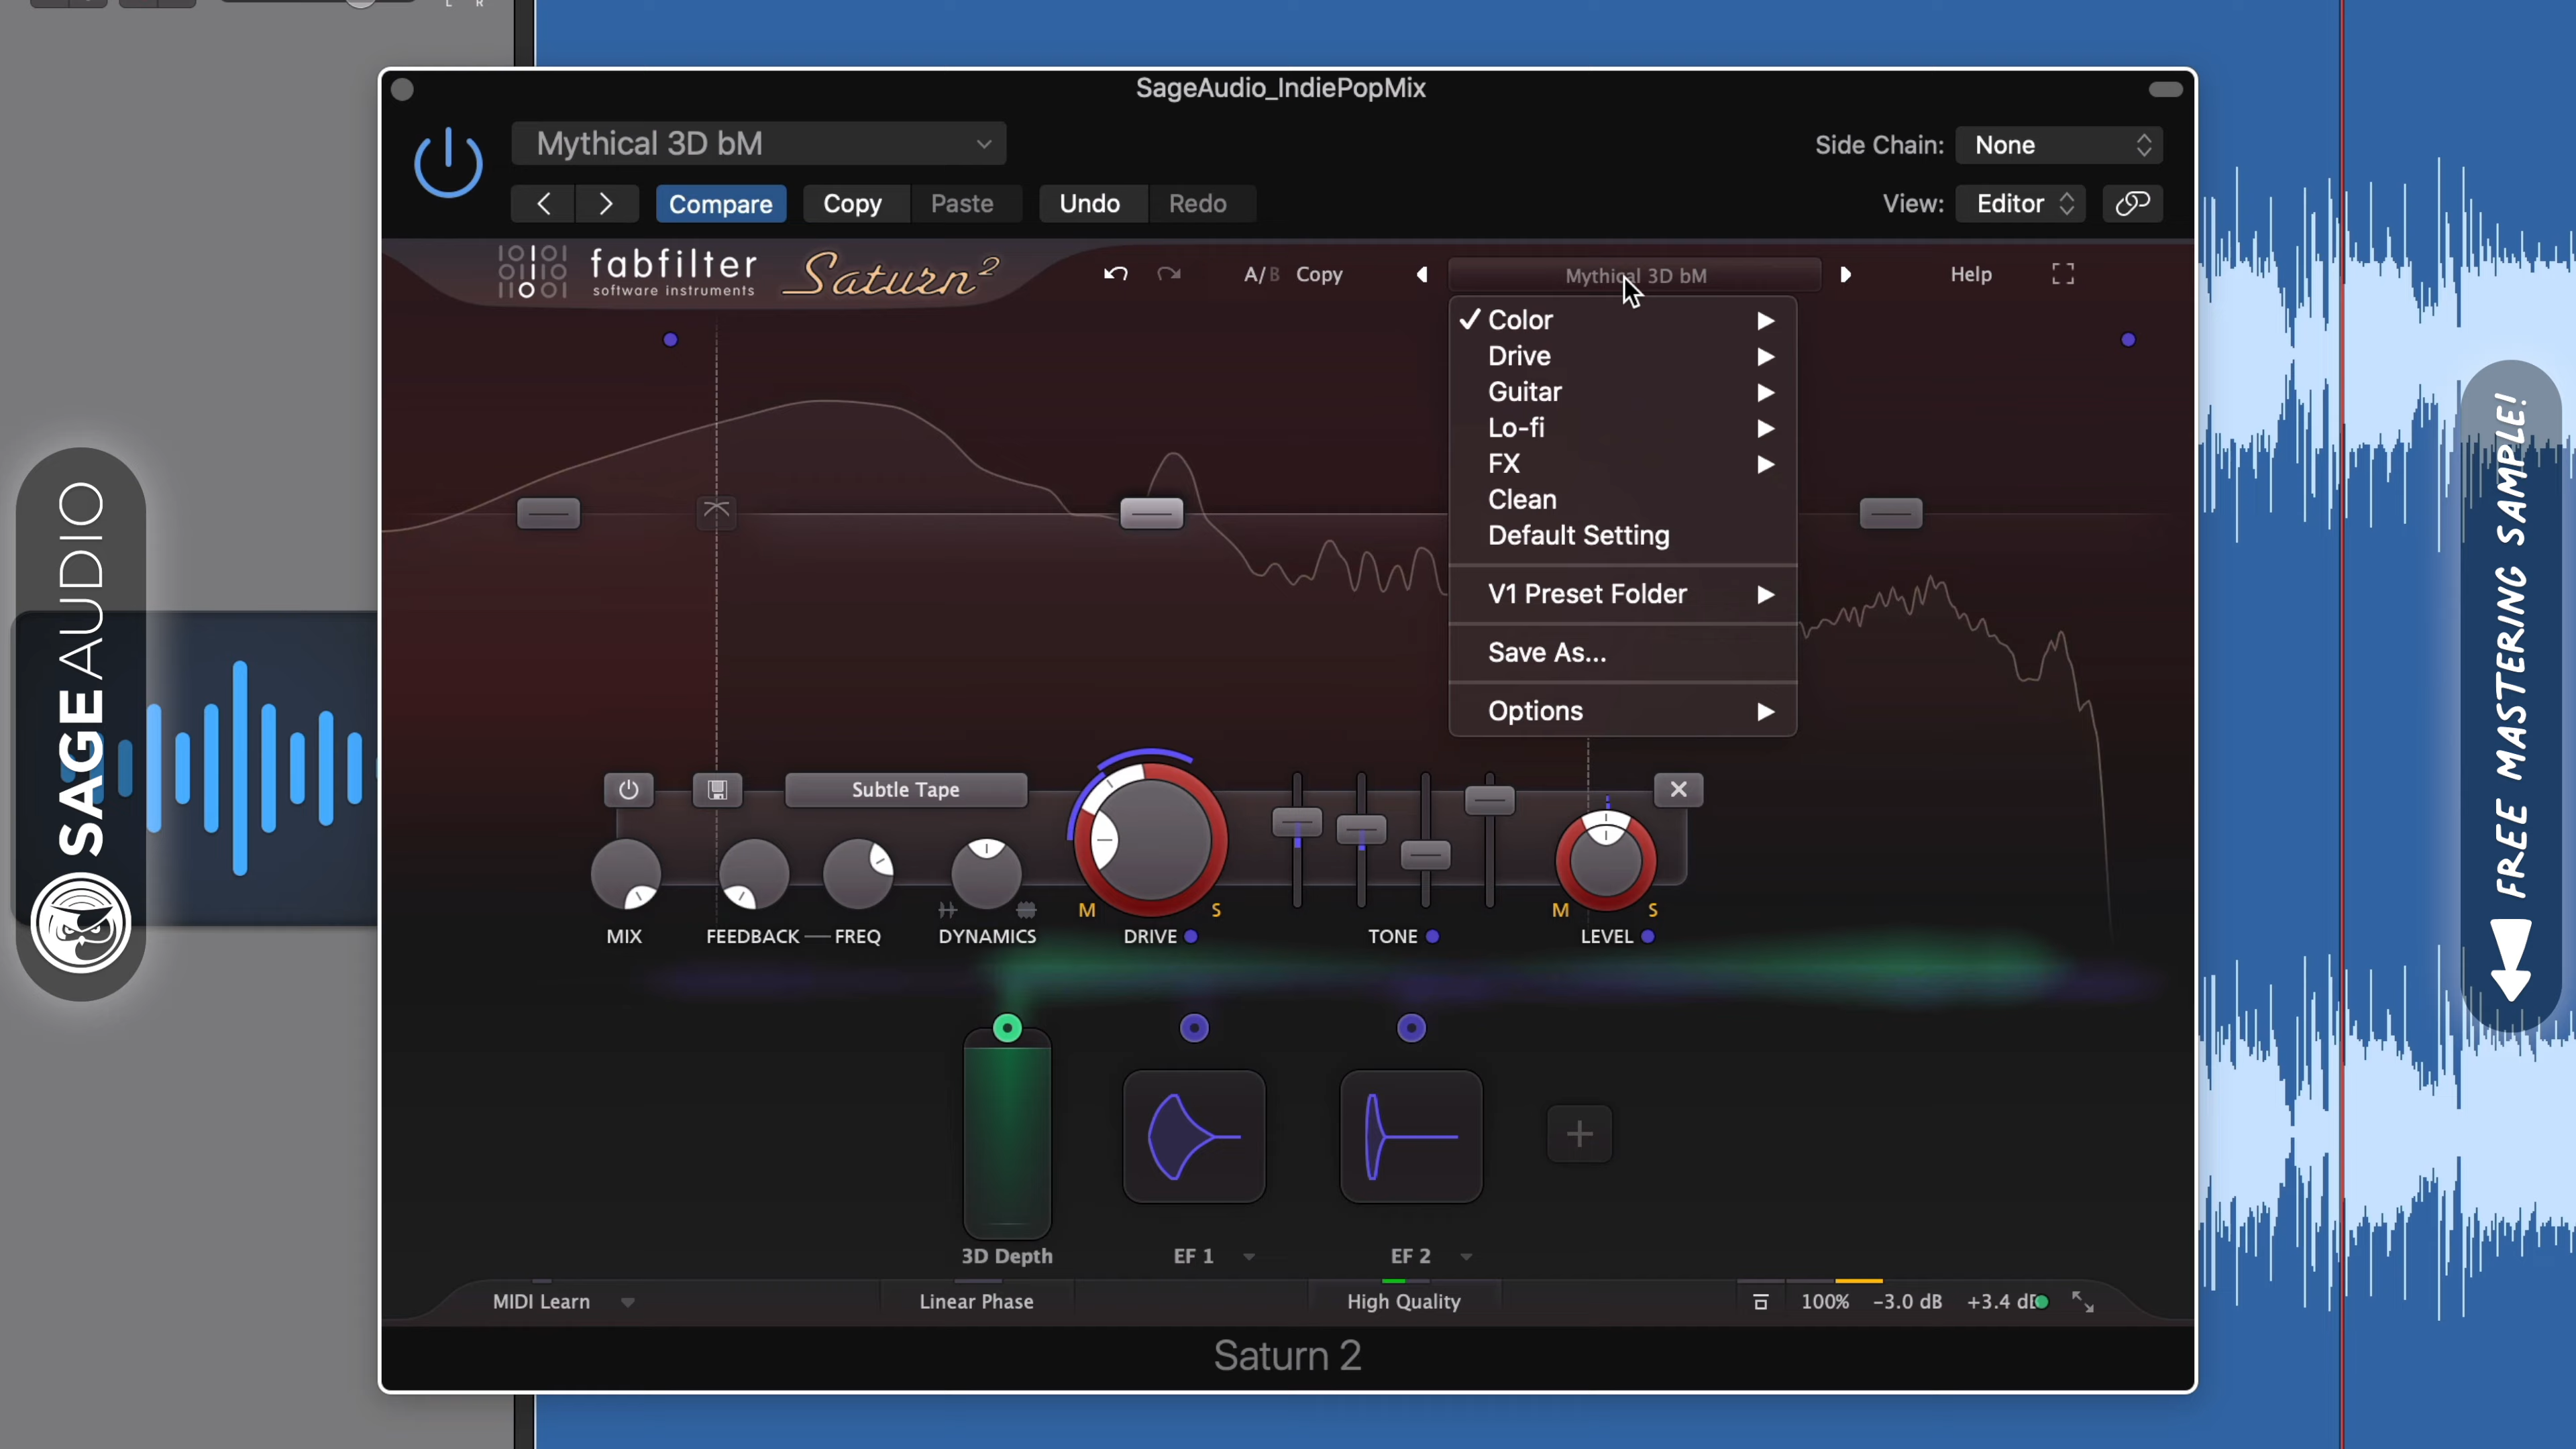 L R
SageAudio_IndiePopMix
Mythical 3D bM
Side Chain: None
Compare Copy Paste Undo Redo
View: Editor
fabfilter
software instruments
Saturn 2
A/B Copy
Mythical 3D bM
Help
Color
Drive
Guitar
Lo-fi
FX
Clean
Default Setting
V1 Preset Folder
Save As...
Options
SAGEAUDIO
FREE MASTERING SAMPLE!
Subtle Tape
M S
M S
MIX FEEDBACK FREQ DYNAMICS DRIVE TONE LEVEL
3D Depth EF 1 EF 2
MIDI Learn Linear Phase High Quality 100% -3.0 dB +3.4 dB
Saturn 2